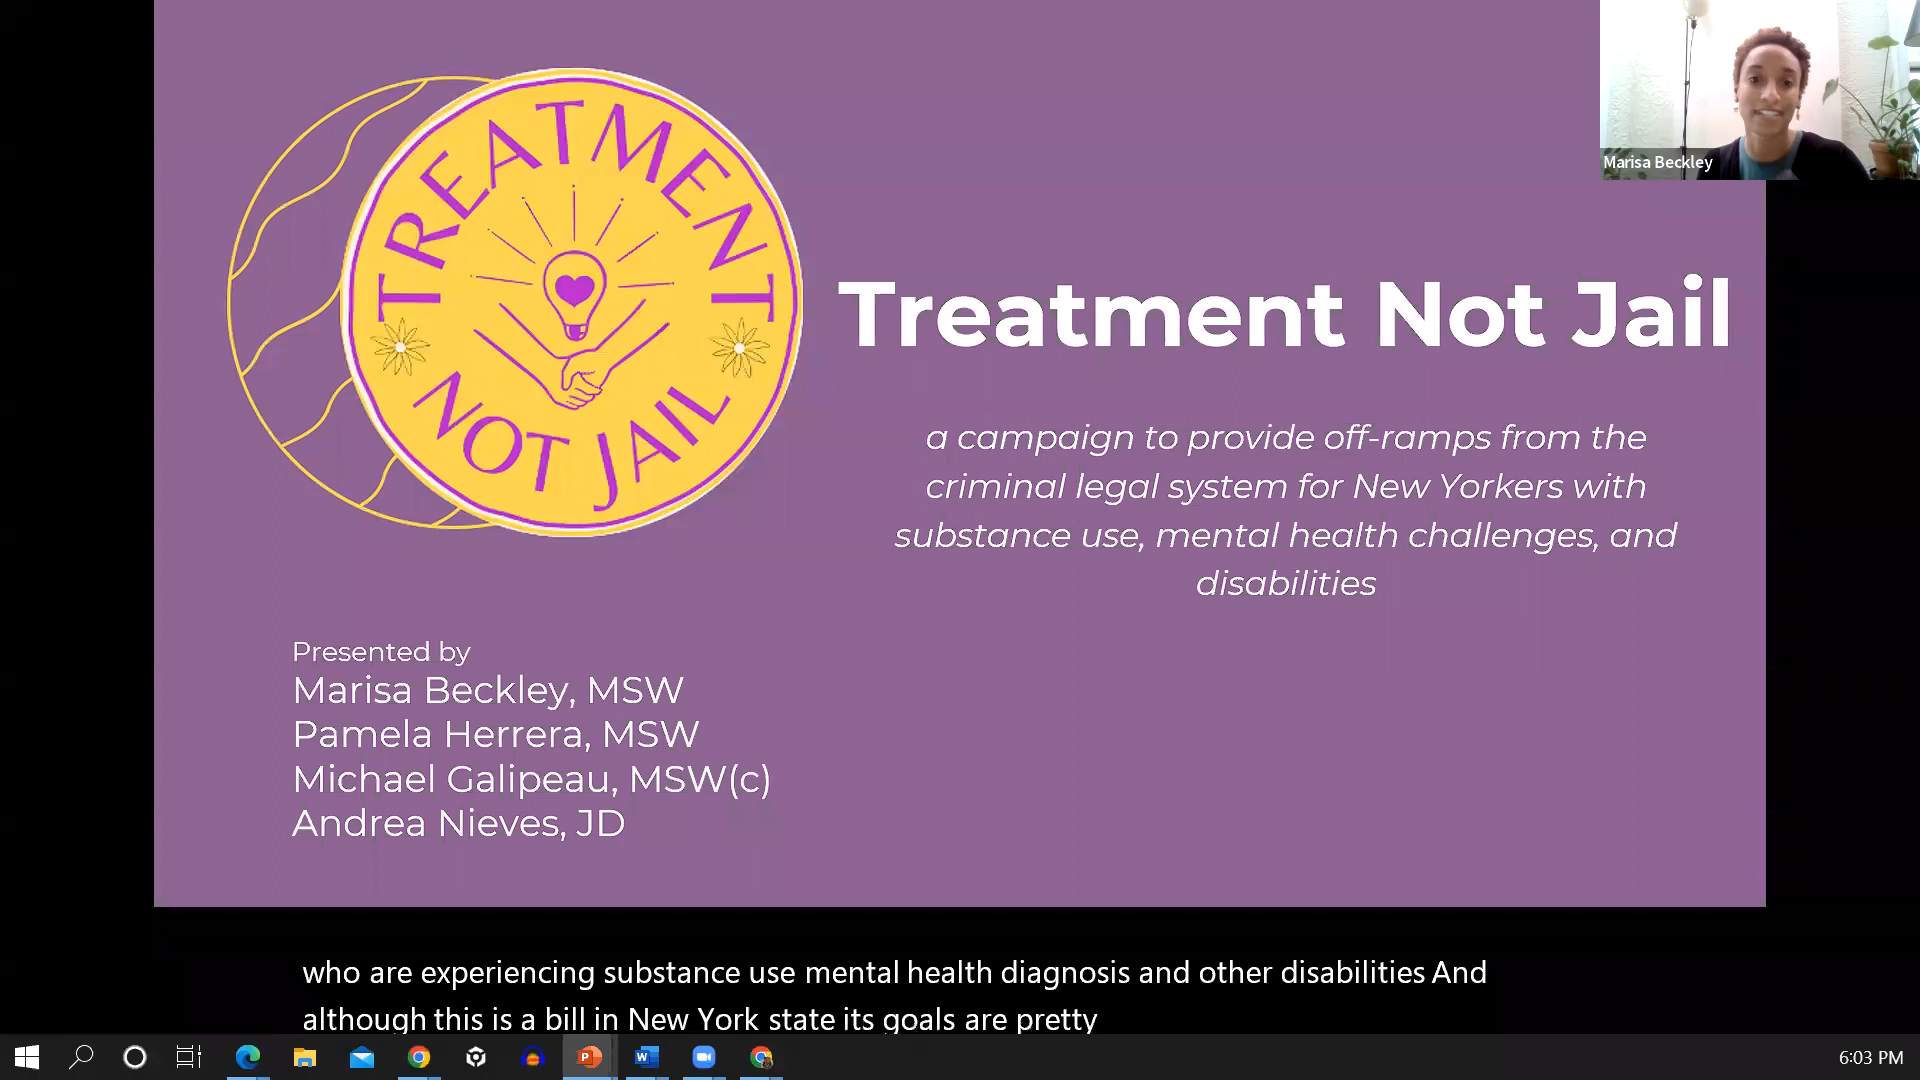 TREATMENT
NOT JAIL
Marisa Beckley
Treatment Not Jail
a campaign to provide off-ramps from the
criminal legal system for New Yorkers with
substance use, mental health challenges, and
disabilities
Presented by
Marisa Beckley, MSW
Pamela Herrera, MSW
Michael Galipeau, MSW(c)
Andrea Nieves, JD
who are experiencing substance use mental health diagnosis and other disabilities And
although this is a bill in New York state its goals are pretty
6:03 PM